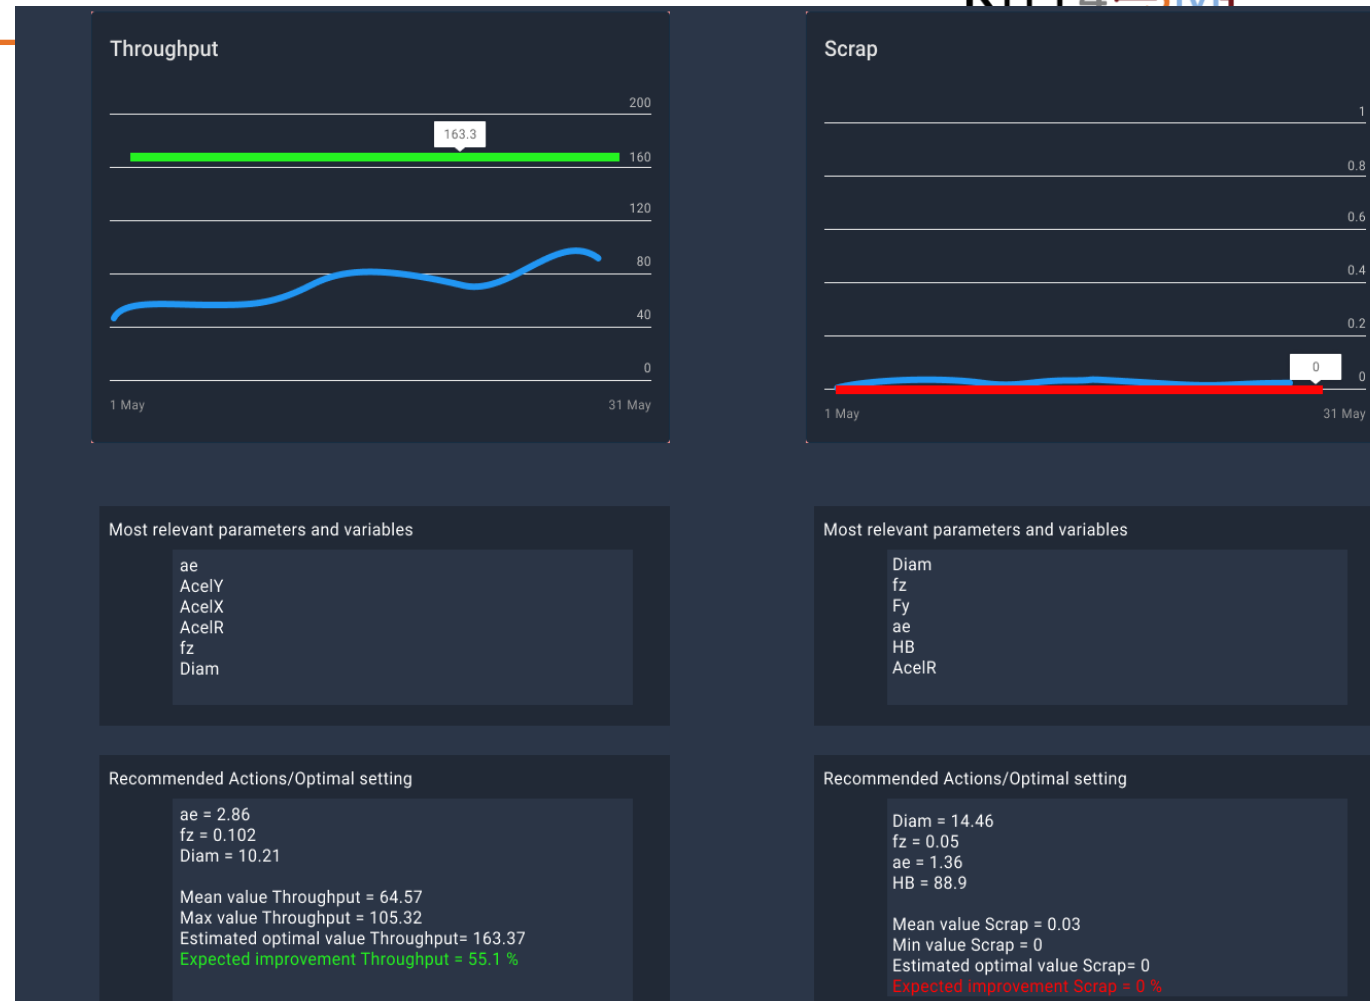 Throughput
200
163.3
160
120
80
40
0
1 May
31 May
Scrap
1
0.8
0.6
0.4
0.2
0
0
1 May
31 May
Most relevant parameters and variables
ae
AcelY
AcelX
AcelR
fz
Diam
Most relevant parameters and variables
Diam
fz
Fy
ae
HB
AcelR
Recommended Actions/Optimal setting
ae = 2.86
fz = 0.102
Diam = 10.21
Mean value Throughput = 64.57
Max value Throughput = 105.32
Estimated optimal value Throughput= 163.37
Expected improvement Throughput = 55.1 %
Recommended Actions/Optimal setting
Diam = 14.46
fz = 0.05
ae = 1.36
HB = 88.9
Mean value Scrap = 0.03
Min value Scrap = 0
Estimated optimal value Scrap= 0
Expected improvement Scrap = 0 %